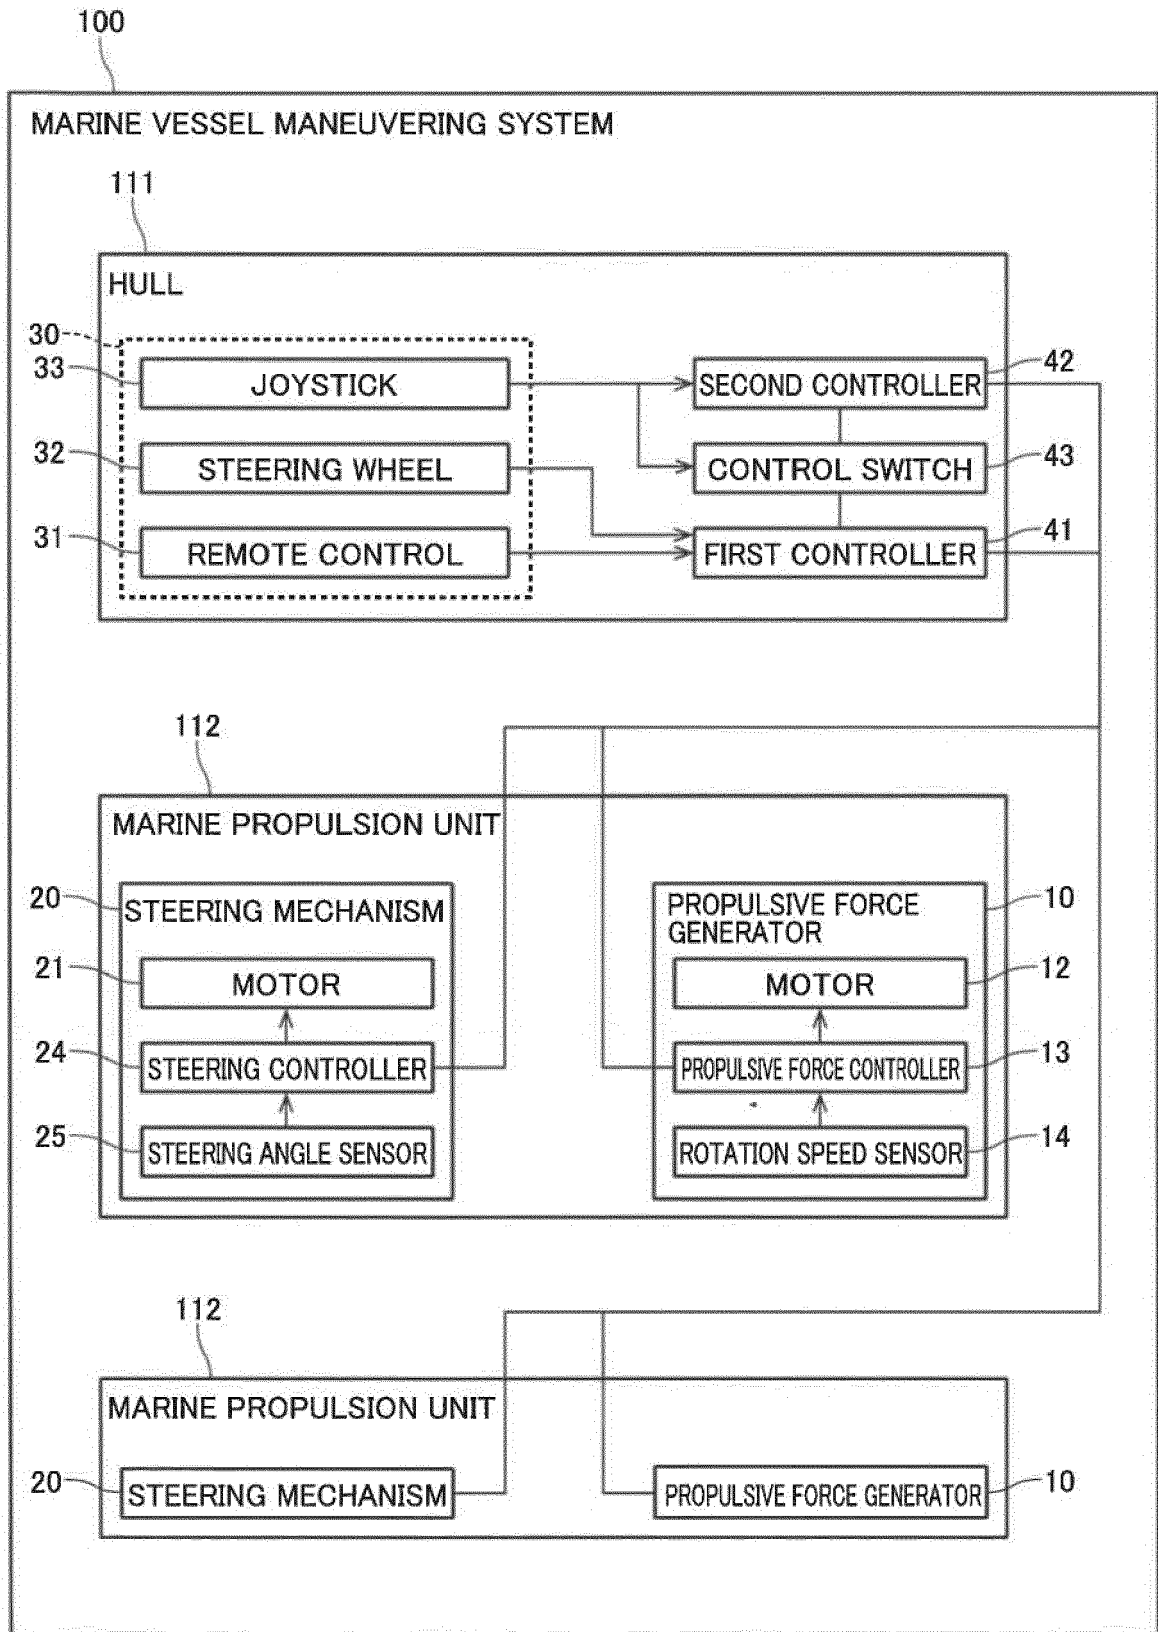 100
MARINE VESSEL MANEUVERING SYSTEM
111
HULL
30
33
JOYSTICK
SECOND CONTROLLER
42
32
STEERING WHEEL
CONTROL SWITCH
43
31
REMOTE CONTROL
FIRST CONTROLLER
41
112
MARINE PROPULSION UNIT
20
STEERING MECHANISM
PROPULSIVE FORCE
GENERATOR
10
21
MOTOR
MOTOR
12
24
STEERING CONTROLLER
PROPULSIVE FORCE CONTROLLER
13
25
STEERING ANGLE SENSOR
ROTATION SPEED SENSOR
14
112
MARINE PROPULSION UNIT
20
STEERING MECHANISM
PROPULSIVE FORCE GENERATOR
10